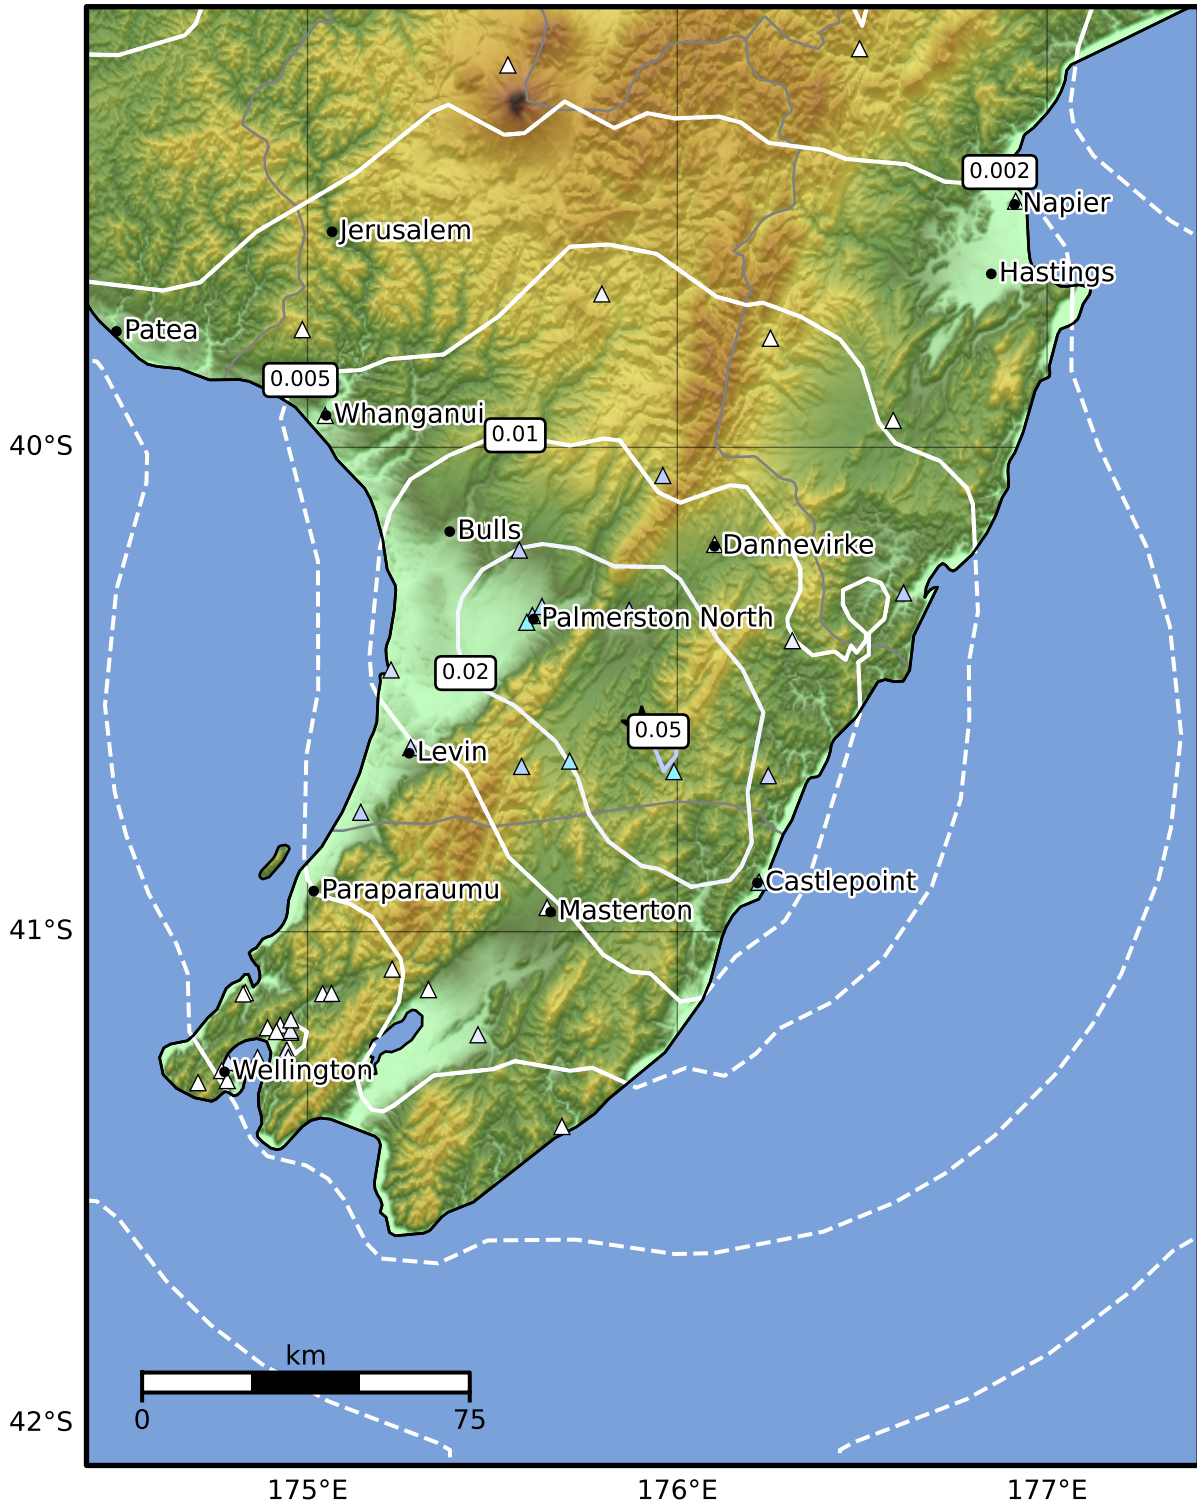 0.002
Napier
Jerusalem
Hastings
Patea
0.005
Whanganui
0.01
40°S
Bulls
Dannevirke
Palmerston North
0.02
0.05
Levin
Castlepoint
Paraparaumu
Masterton
41°S
Wellington
km
0
75
42°S
175°E
176°E
177°E